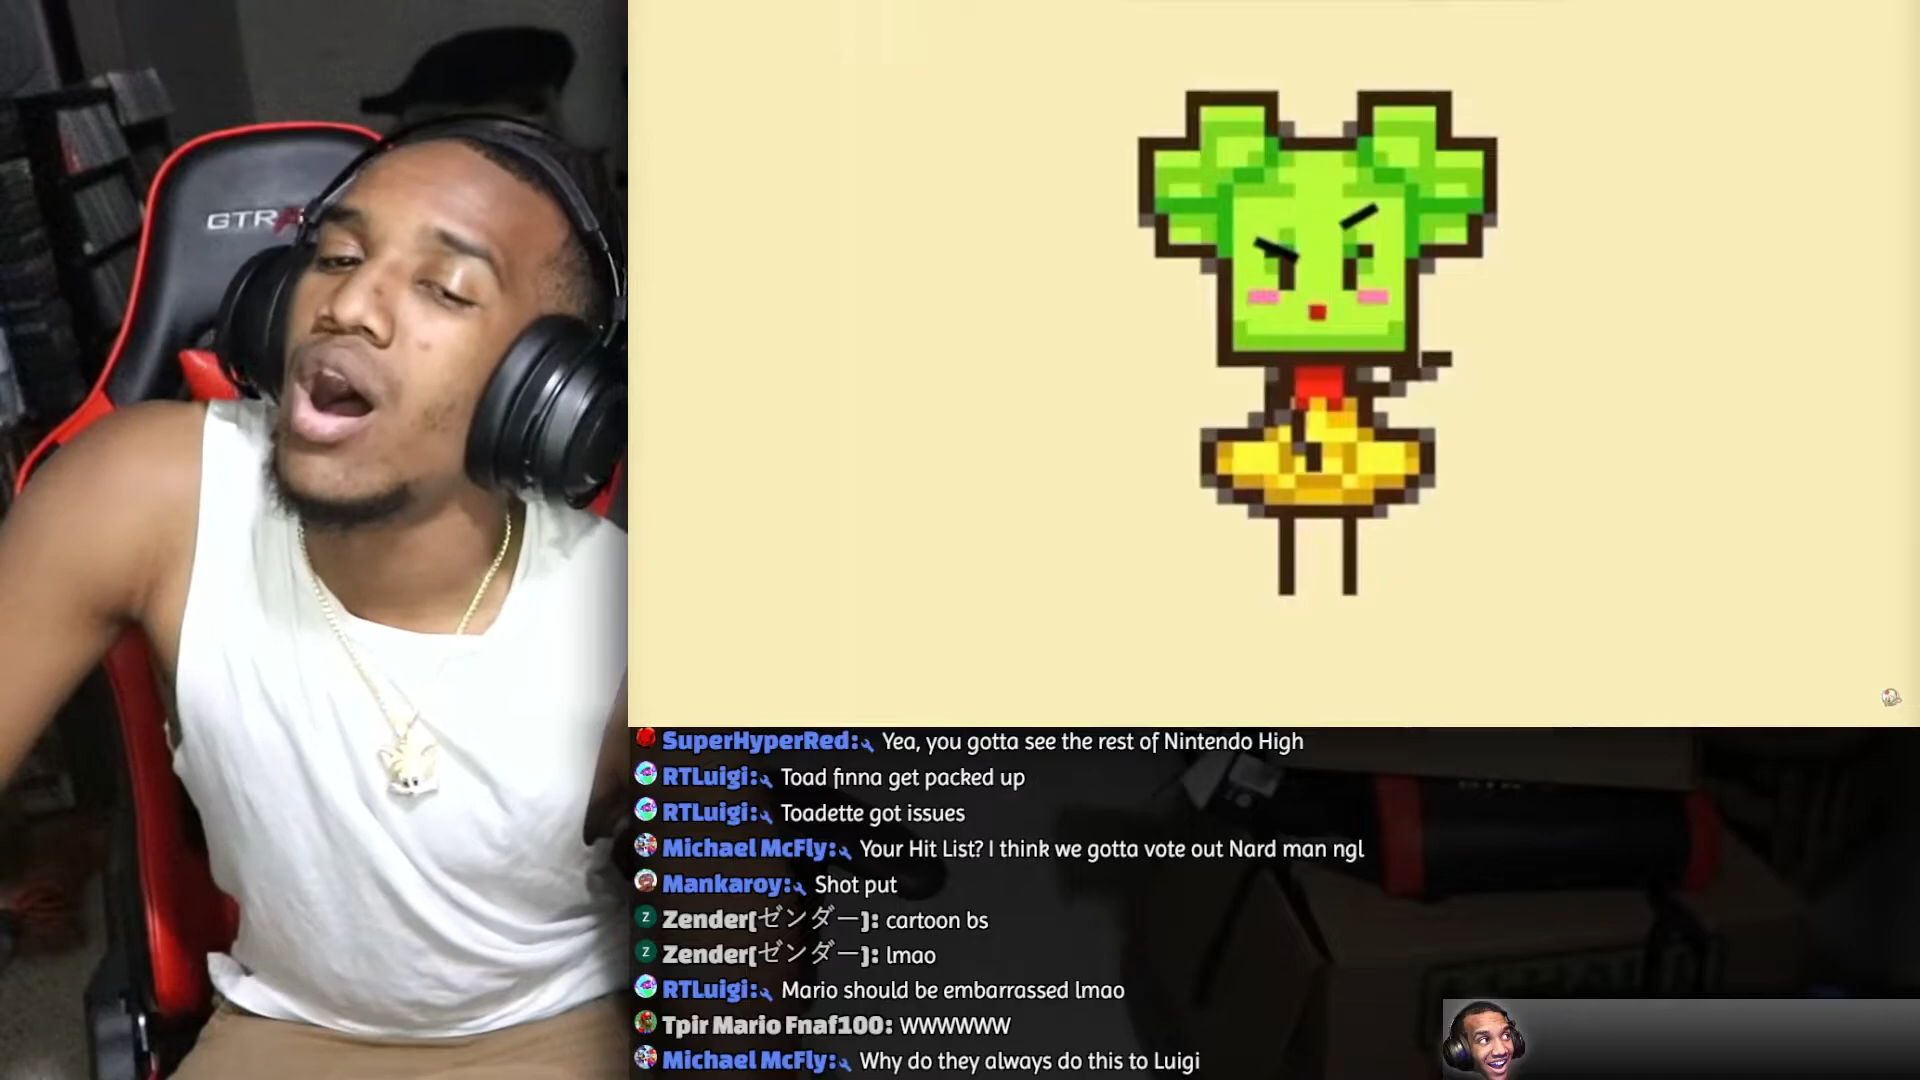 GTR
SuperHyperRed: Yea, you gotta see the rest of Nintendo High
RTLuigi: Toad finna get packed up
RTLuigi: Toadette got issues
Michael McFly: Your Hit List? I think we gotta vote out Nard man ngl
Mankaroy: Shot put
Z Zender[ゼンダー]: cartoon bs
Z Zender[ゼンダー]: lmao
RTLuigi: Mario should be embarrassed lmao
Tpir Mario Fnaf100: WWWWWW
Michael McFly: Why do they always do this to Luigi